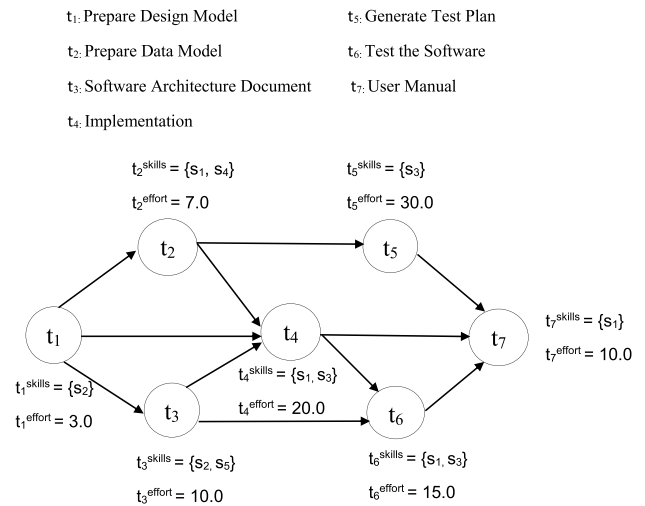 t1: Prepare Design Model
t5: Generate Test Plan
t2: Prepare Data Model
t6: Test the Software
t3: Software Architecture Document
t7: User Manual
t4: Implementation
t2skills = {s1, s4}
t5skills = {s3}
t2effort = 7.0
t5effort = 30.0
t2
t5
t7skills = {s1}
t1
t4
t7
t7effort = 10.0
t4skills = {s1, s3}
t1skills = {s2}
t4effort = 20.0
t1effort = 3.0
t3
t6
t3skills = {s2, s5}
t6skills = {s1, s3}
t3effort = 10.0
t6effort = 15.0